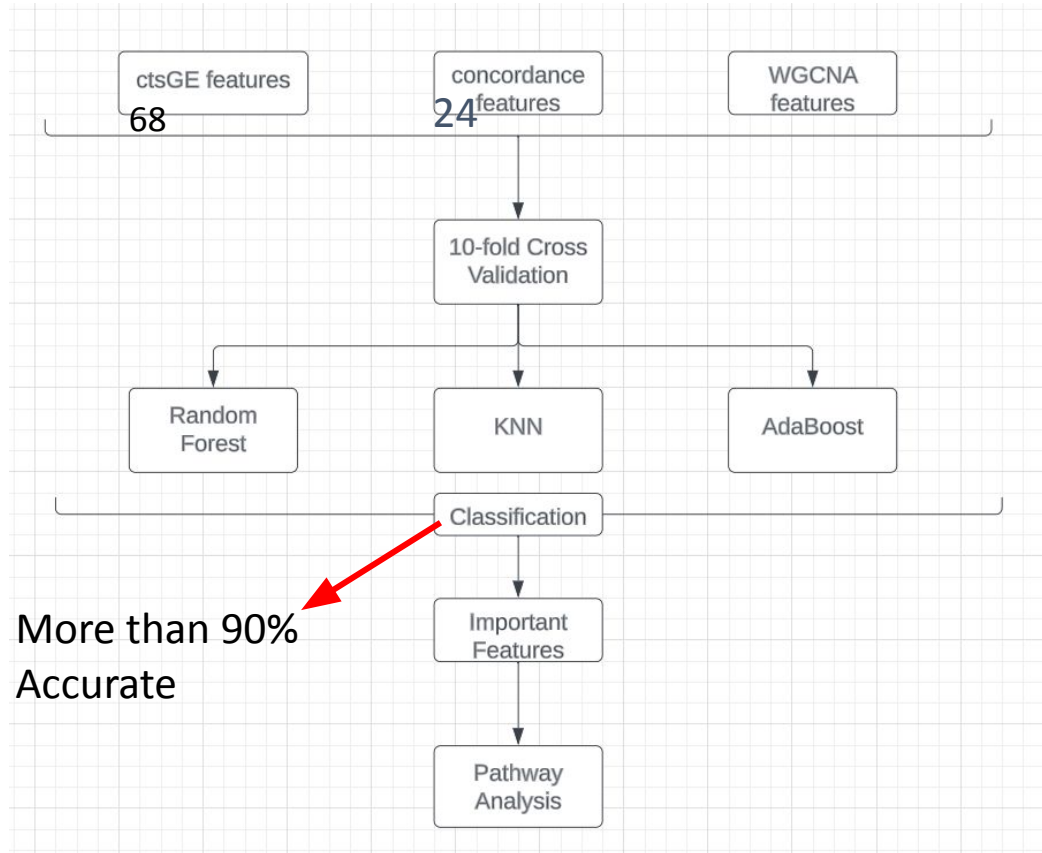 ctsGE features
68
concordance
features
24
WGCNA
features
10-fold Cross
Validation
Random
Forest
KNN
AdaBoost
Classification
More than 90%
Accurate
Important
Features
Pathway
Analysis